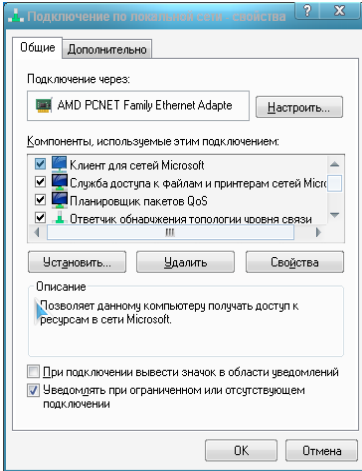 Подключение по локальной сети - свойства
Общие
Дополнительно
Подключение через:
AMD PCNET Family Ethernet Adapte
Настроить...
Компоненты, используемые этим подключением:
Клиент для сетей Microsoft
Служба доступа к файлам и принтерам сетей Micro
Планировщик пакетов QoS
Ответчик обнаружения топологии уровня связи
Установить...
Удалить
Свойства
Описание
Позволяет данному компьютеру получать доступ к
ресурсам в сети Microsoft.
При подключении вывести значок в области уведомлений
Уведомлять при ограниченном или отсутствующем
подключении
OK
Отмена